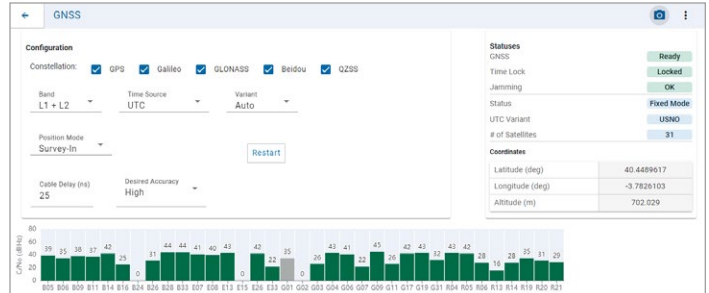 GNSS
Configuration
Constellation: GPS Galileo GLONASS Beidou QZSS
Band Time Source Variant
L1 + L2 UTC Auto
Position Mode
Survey-In
Restart
Cable Delay (ns) Desired Accuracy
25 High
Statuses
GNSS Ready
Time Lock Locked
Jamming OK
Status Fixed Mode
UTC Variant USNO
# of Satellites 31
Coordinates
Latitude (deg) 40.4489617
Longitude (deg) -3.7826103
Altitude (m) 702.029
C/No (dBHz)
80
60
40
20
0
39 35 38 37 42 25 0 31 44 44 41 40 43 0 42 22 35 0 26 43 41 22 45 26 42 43 32 43 42 28 16 28 35 31 29
B05 B06 B09 B11 B14 B16 B24 B26 B28 B33 E07 E08 E13 E15 E26 E33 G01 G02 G03 G04 G06 G07 G09 G11 G17 G19 G31 R04 R05 R06 R13 R14 R19 R20 R21